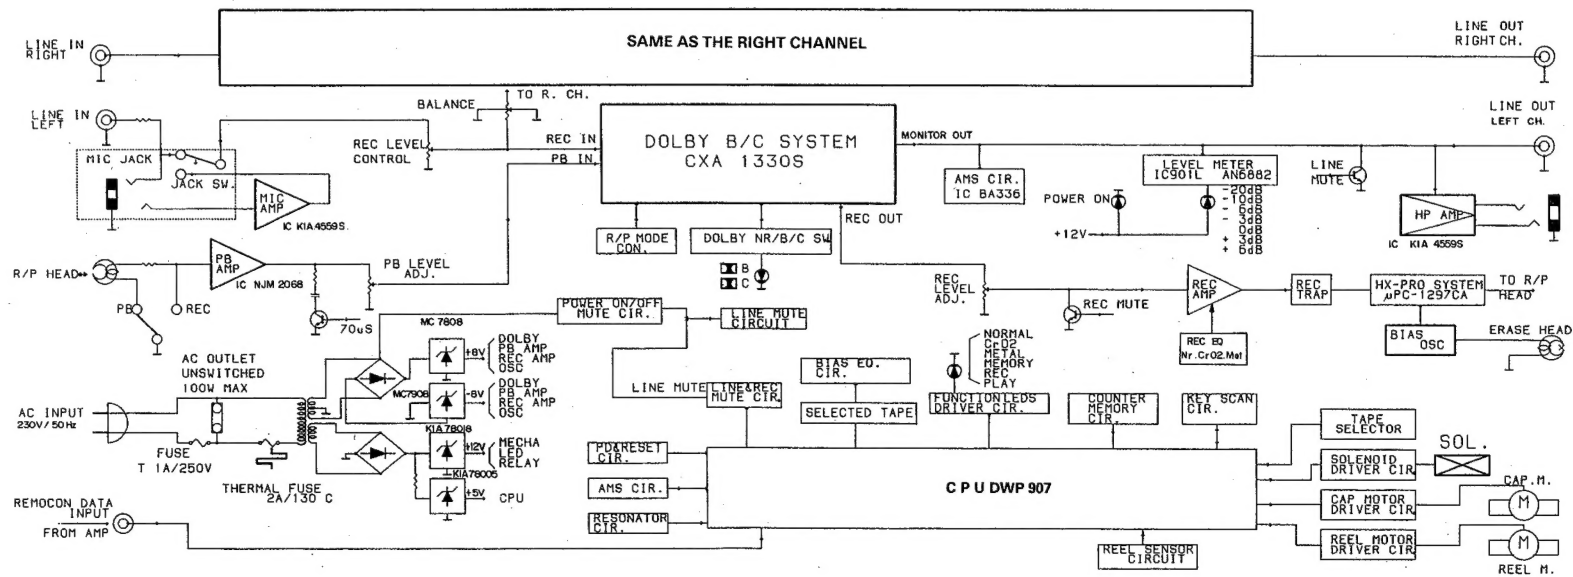 SAME AS THE RIGHT CHANNEL
LINE IN
RIGHT
LINE OUT
RIGHT CH.
TO R. CH.
BALANCE
LINE IN
LEFT
LINE OUT
LEFT CH.
MIC JACK
JACK SW.
MIC
AMP
IC KIA4559S.
REC LEVEL
CONTROL
REC IN
PB IN
DOLBY B/C SYSTEM
CXA 1330S
MONITOR OUT
REC OUT
AMS CIR.
IC BA336
LEVEL METER
IC901L AN6882
-20dB
-10dB
- 6dB
- 3dB
0dB
+ 3dB
+ 6dB
POWER ON
+12V
LINE
MUTE
HP AMP
IC KIA 4559S
R/P MODE
CON.
DOLBY NR/B/C SW
B
C
R/P HEAD
PB
AMP
IC NJM 2068
PB LEVEL
ADJ.
PB
REC
70uS
REC
LEVEL
ADJ.
REC MUTE
REC
AMP
REC EQ
Nr.CrO2.Met
REC
TRAP
HX-PRO SYSTEM
µPC-1297CA
TO R/P
HEAD
BIAS
OSC
ERASE HEAD
POWER ON/OFF
MUTE CIR.
LINE MUTE
CIRCUIT
LINE MUTE
LINE&REC
MUTE CIR.
BIAS EQ.
CIR.
SELECTED TAPE
NORMAL
CrO2
METAL
MEMORY
REC
PLAY
FUNCTION LEDS
DRIVER CIR.
COUNTER
MEMORY
CIR.
KEY SCAN
CIR.
TAPE
SELECTOR
AC OUTLET
UNSWITCHED
100W MAX
AC INPUT
230V/50Hz
FUSE
T 1A/250V
THERMAL FUSE
2A/130 C
MC 7808
+8V
DOLBY
PB AMP
REC AMP
OSC
MC7908
-8V
DOLBY
PB AMP
REC AMP
OSC
KIA78018
+12V
MECHA
LED
RELAY
KIA78005
+5V
CPU
PD&RESET
CIR.
AMS CIR.
RESONATOR
CIR.
CPU DWP 907
SOLENOID
DRIVER CIR
SOL.
CAP MOTOR
DRIVER CIR.
CAP.M.
M
REEL MOTOR
DRIVER CIR
M
REEL M.
REEL SENSOR
CIRCUIT
REMOCON DATA
INPUT
FROM AMP